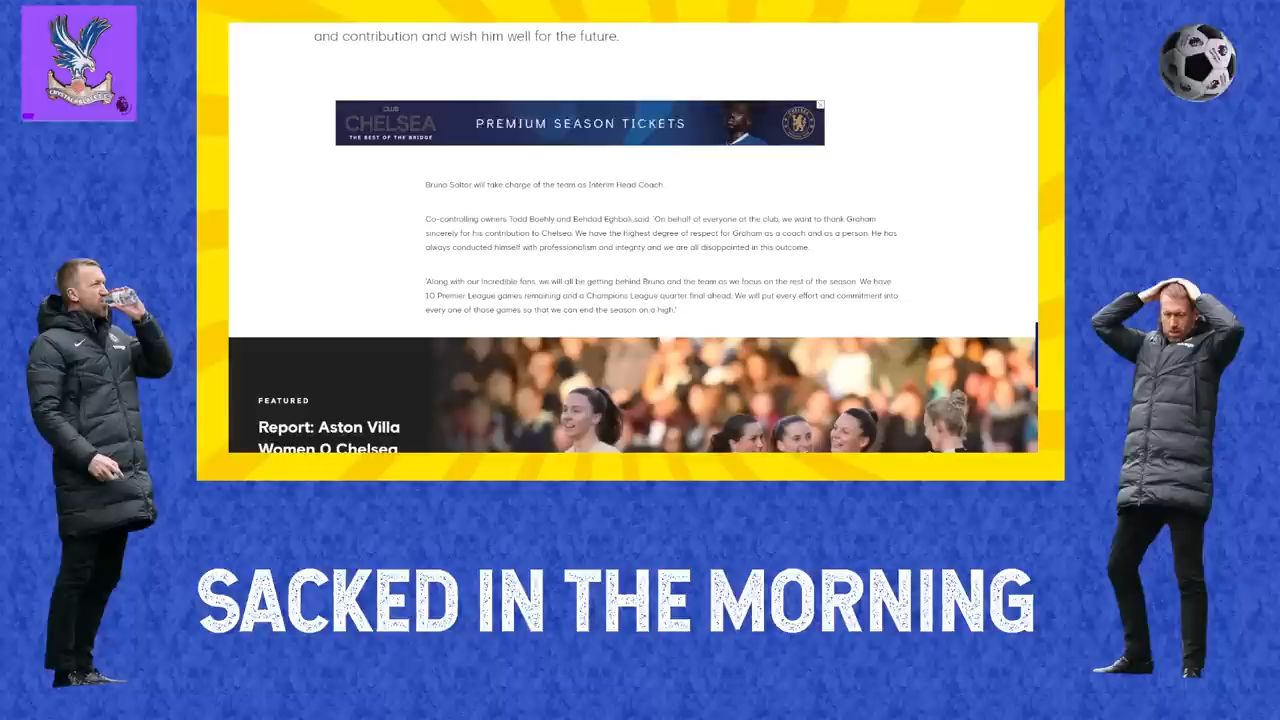 CRYSTAL PALACE F.C.
and contribution and wish him well for the future.
CLUB
CHELSEA
THE BEST OF THE BRIDGE
PREMIUM SEASON TICKETS
Bruno Saltor will take charge of the team as Interim Head Coach.
Co-controlling owners Todd Boehly and Behdad Eghbali said: 'On behalf of everyone at the club, we want to thank Graham
sincerely for his contribution to Chelsea. We have the highest degree of respect for Graham as a coach and as a person. He has
always conducted himself with professionalism and integrity and we are all disappointed in this outcome.
'Along with our incredible fans, we will all be getting behind Bruno and the team as we focus on the rest of the season. We have
10 Premier League games remaining and a Champions League quarter final ahead. We will put every effort and commitment into
every one of those games so that we can end the season on a high.'
FEATURED
Report: Aston Villa
Women 0 Chelsea
SACKED IN THE MORNING